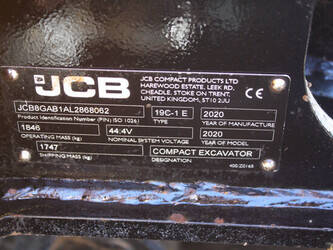 JCB
JCB COMPACT PRODUCTS LTD
HAREWOOD ESTATE, LEEK RD,
CHEADLE, STOKE ON TRENT,
UNITED KINGDOM, ST10 2JU
CE
JCB8GAB1AL2868062
Product Identification Number (PIN) (ISO 10261)
19C-1 E
TYPE
2020
YEAR OF MANUFACTURE
1846
OPERATING MASS (kg)
44.4V
NOMINAL SYSTEM VOLTAGE
2020
YEAR OF MODEL
1747
SHIPPING MASS (kg)
COMPACT EXCAVATOR
DESIGNATION